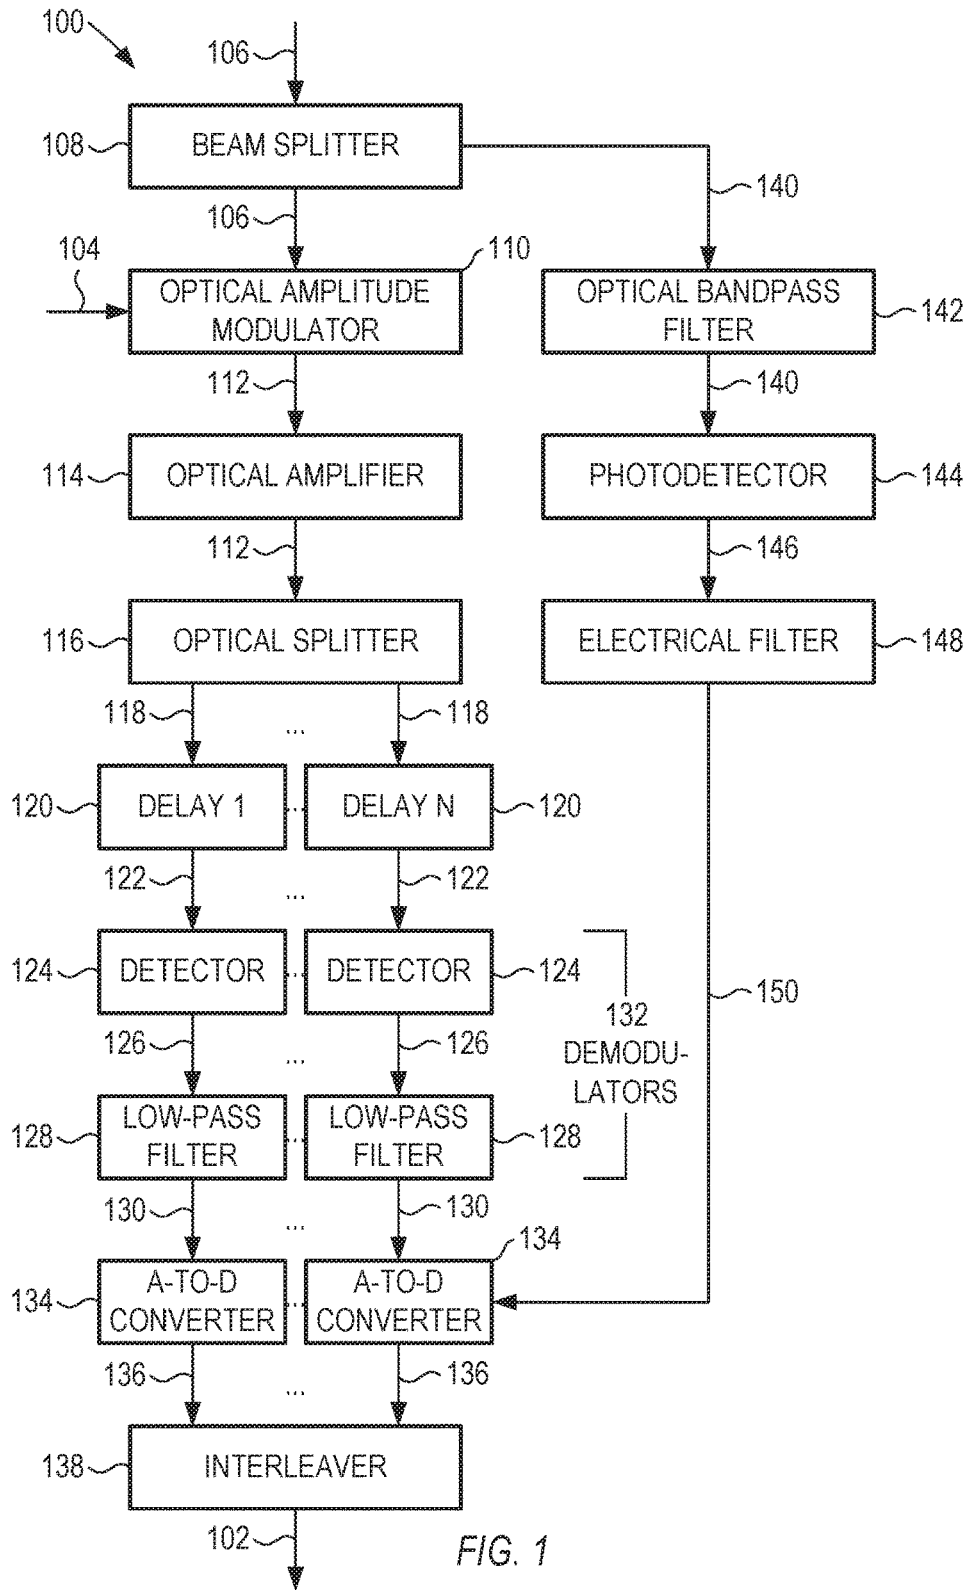 100
106
108 BEAM SPLITTER
106
140
104
110
OPTICAL AMPLITUDE
MODULATOR
OPTICAL BANDPASS
FILTER
142
112
140
114 OPTICAL AMPLIFIER
PHOTODETECTOR 144
112
146
116 OPTICAL SPLITTER
ELECTRICAL FILTER 148
118 ... 118
120 DELAY 1 ... DELAY N 120
122 ... 122
124 DETECTOR ... DETECTOR 124
150
132
DEMODU-
LATORS
126 ... 126
128 LOW-PASS
FILTER
...
LOW-PASS
FILTER 128
130 ... 130
134
134 A-TO-D
CONVERTER
...
A-TO-D
CONVERTER
136 ... 136
138 INTERLEAVER
102
FIG. 1